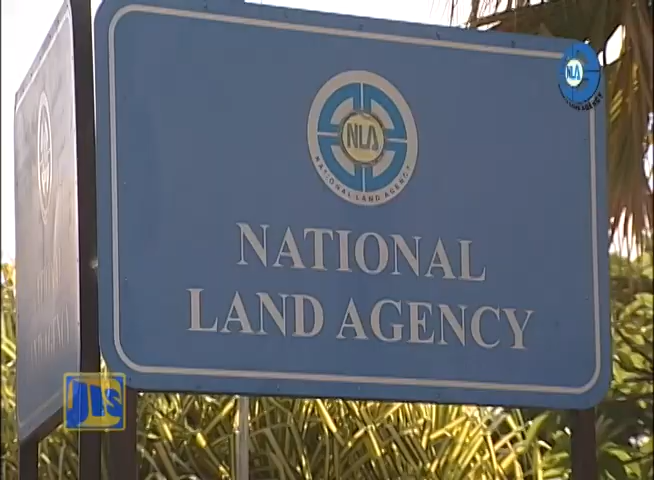 NLA
NATIONAL LAND AGENCY
NLA
NATIONAL
LAND AGENCY
JIS